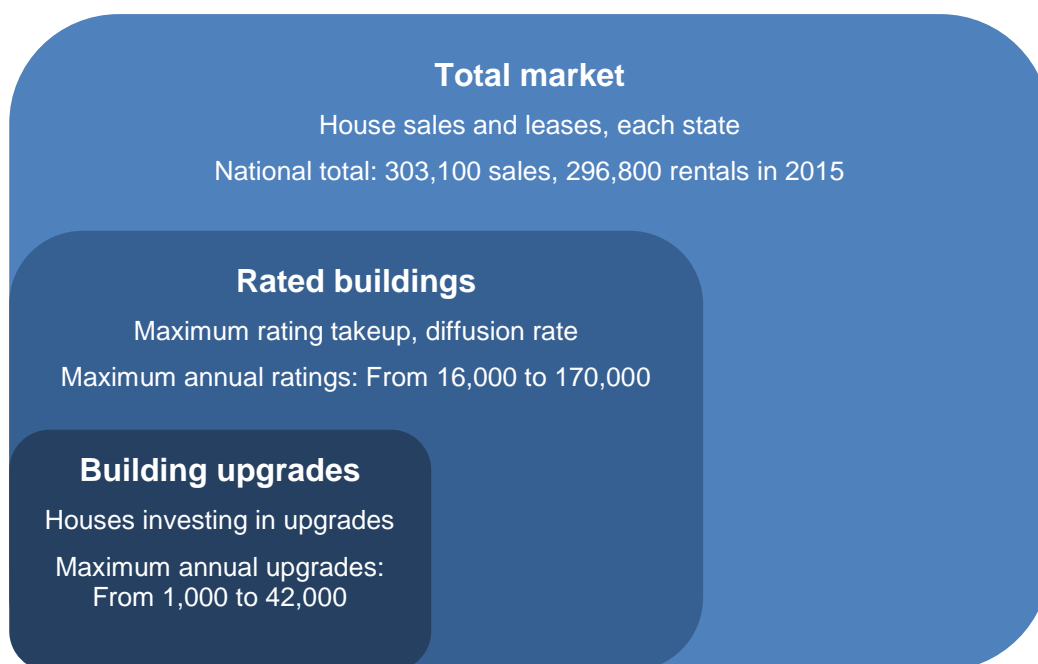 Total market
House sales and leases, each state
National total: 303,100 sales, 296,800 rentals in 2015
Rated buildings
Maximum rating takeup, diffusion rate
Maximum annual ratings: From 16,000 to 170,000
Building upgrades
Houses investing in upgrades
Maximum annual upgrades:
From 1,000 to 42,000